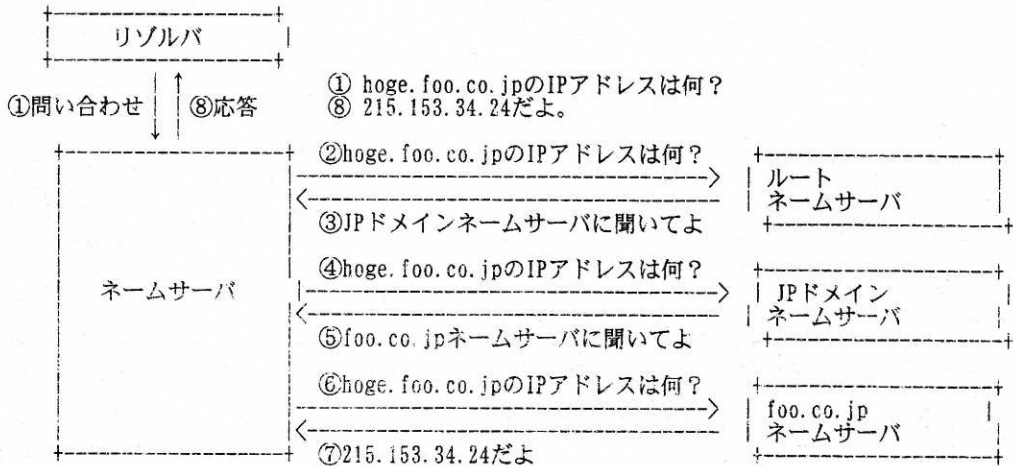 リゾルバ
①問い合わせ
⑧応答
① hoge.foo.co.jpのIPアドレスは何？
⑧ 215.153.34.24だよ。
②hoge.foo.co.jpのIPアドレスは何？
ルート
ネームサーバ
③JPドメインネームサーバに聞いてよ
ネームサーバ
④hoge.foo.co.jpのIPアドレスは何？
JPドメイン
ネームサーバ
⑤foo.co.jpネームサーバに聞いてよ
⑥hoge.foo.co.jpのIPアドレスは何？
foo.co.jp
ネームサーバ
⑦215.153.34.24だよ